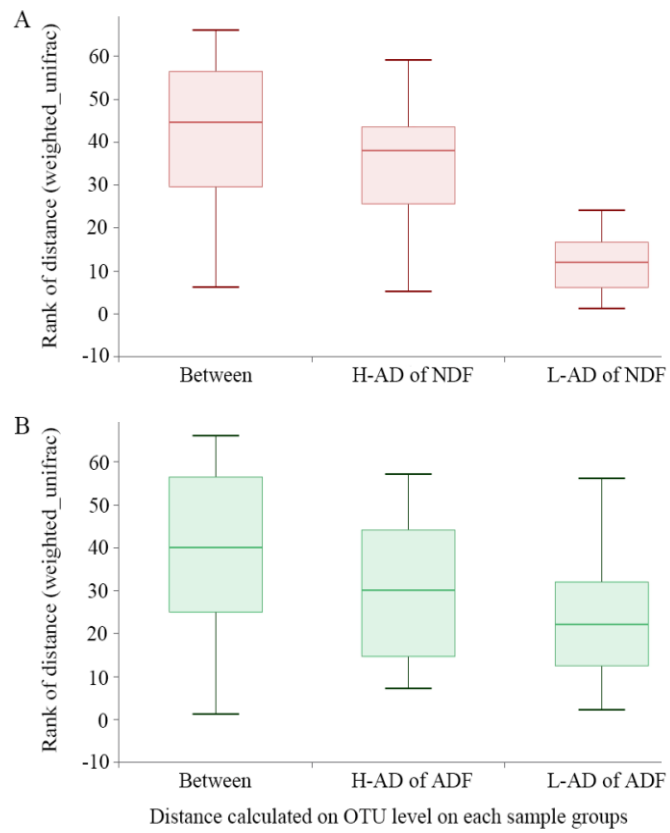 A
Rank of distance (weighted_unifrac)
60
50
40
30
20
10
0
-10
Between
H-AD of NDF
L-AD of NDF
B
Rank of distance (weighted_unifrac)
60
50
40
30
20
10
0
-10
Between
H-AD of ADF
L-AD of ADF
Distance calculated on OTU level on each sample groups